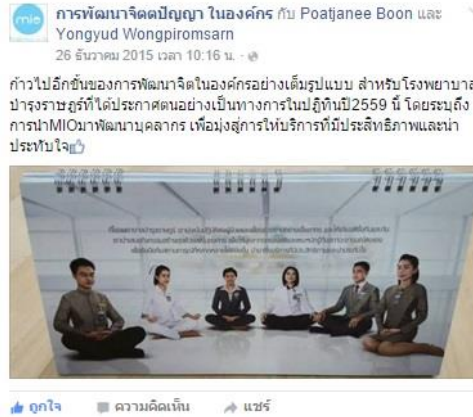 mio
การพัฒนาจิตตปัญญา ในองค์กร กับ Poatjanee Boon และ
Yongyud Wongpiromsarn
26 ธันวาคม 2015 เวลา 10:16 น. ·
ก้าวไปอีกขั้นของการพัฒนาจิตในองค์กรอย่างเต็มรูปแบบ สำหรับโรงพยาบาล
บำรุงราษฎร์ที่ได้ประกาศตนอย่างเป็นทางการในปฏิทินปี2559 นี้ โดยระบุถึง
การนำMIOมาพัฒนาบุคลากร เพื่อมุ่งสู่การให้บริการที่มีประสิทธิภาพและน่า
ประทับใจ
ถูกใจ ความคิดเห็น แชร์